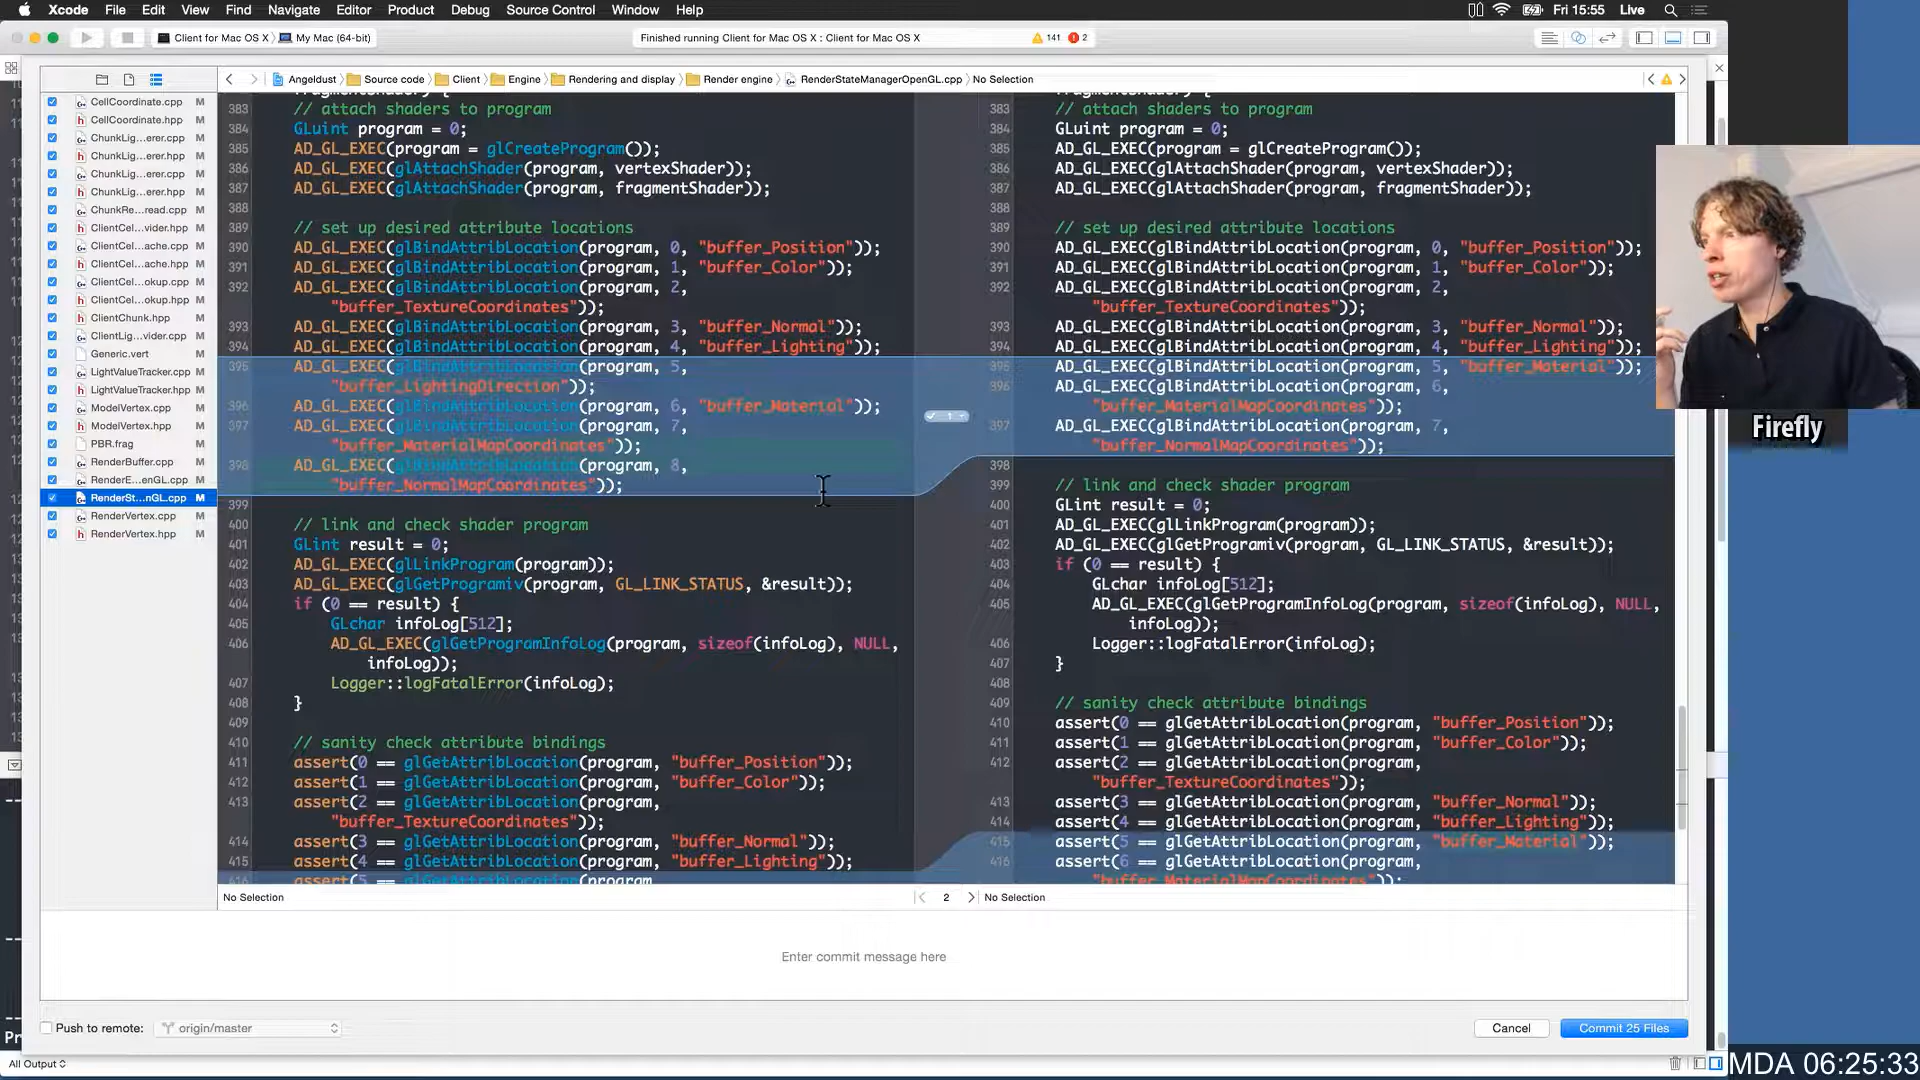 Xcode File Edit View Find Navigate Editor Product Debug Source Control Window Help
Fri 15:55 Live
Client for Mac OS X My Mac (64-bit)
Finished running Client for Mac OS X : Client for Mac OS X
141 2
Angeldust Source code Client Engine Rendering and display Render engine RenderStateManagerOpenGL.cpp No Selection
CellCoordinate.cpp M
CellCoordinate.hpp M
ChunkLig...erer.cpp M
ChunkLig...erer.hpp M
ChunkLig...erer.cpp M
ChunkLig...erer.hpp M
ChunkRe...read.cpp M
ClientCel...vider.hpp M
ClientCel...ache.cpp M
ClientCel...ache.hpp M
ClientCel...okup.cpp M
ClientCel...okup.hpp M
ClientChunk.hpp M
ClientLig...vider.cpp M
Generic.vert M
LightValueTracker.cpp M
LightValueTracker.hpp M
ModelVertex.cpp M
ModelVertex.hpp M
PBR.frag M
RenderBuffer.cpp M
RenderE...enGL.cpp M
RenderSt...nGL.cpp M
RenderVertex.cpp M
RenderVertex.hpp M
383 // attach shaders to program
384 GLuint program = 0;
385 AD_GL_EXEC(program = glCreateProgram());
386 AD_GL_EXEC(glAttachShader(program, vertexShader));
387 AD_GL_EXEC(glAttachShader(program, fragmentShader));
388
389 // set up desired attribute locations
390 AD_GL_EXEC(glBindAttribLocation(program, 0, "buffer_Position"));
391 AD_GL_EXEC(glBindAttribLocation(program, 1, "buffer_Color"));
392 AD_GL_EXEC(glBindAttribLocation(program, 2,
"buffer_TextureCoordinates"));
393 AD_GL_EXEC(glBindAttribLocation(program, 3, "buffer_Normal"));
394 AD_GL_EXEC(glBindAttribLocation(program, 4, "buffer_Lighting"));
395 AD_GL_EXEC(glBindAttribLocation(program, 5,
"buffer_LightingDirection"));
396 AD_GL_EXEC(glBindAttribLocation(program, 6, "buffer_Material"));
397 AD_GL_EXEC(glBindAttribLocation(program, 7,
"buffer_MaterialMapCoordinates"));
398 AD_GL_EXEC(glBindAttribLocation(program, 8,
"buffer_NormalMapCoordinates"));
399
400 // link and check shader program
401 GLint result = 0;
402 AD_GL_EXEC(glLinkProgram(program));
403 AD_GL_EXEC(glGetProgramiv(program, GL_LINK_STATUS, &result));
404 if (0 == result) {
405 GLchar infoLog[512];
406 AD_GL_EXEC(glGetProgramInfoLog(program, sizeof(infoLog), NULL,
infoLog));
407 Logger::logFatalError(infoLog);
408 }
409
410 // sanity check attribute bindings
411 assert(0 == glGetAttribLocation(program, "buffer_Position"));
412 assert(1 == glGetAttribLocation(program, "buffer_Color"));
413 assert(2 == glGetAttribLocation(program,
"buffer_TextureCoordinates"));
414 assert(3 == glGetAttribLocation(program, "buffer_Normal"));
415 assert(4 == glGetAttribLocation(program, "buffer_Lighting"));
416 assert(5 == glGetAttribLocation(program
1
383 // attach shaders to program
384 GLuint program = 0;
385 AD_GL_EXEC(program = glCreateProgram());
386 AD_GL_EXEC(glAttachShader(program, vertexShader));
387 AD_GL_EXEC(glAttachShader(program, fragmentShader));
388
389 // set up desired attribute locations
390 AD_GL_EXEC(glBindAttribLocation(program, 0, "buffer_Position"));
391 AD_GL_EXEC(glBindAttribLocation(program, 1, "buffer_Color"));
392 AD_GL_EXEC(glBindAttribLocation(program, 2,
"buffer_TextureCoordinates"));
393 AD_GL_EXEC(glBindAttribLocation(program, 3, "buffer_Normal"));
394 AD_GL_EXEC(glBindAttribLocation(program, 4, "buffer_Lighting"));
395 AD_GL_EXEC(glBindAttribLocation(program, 5, "buffer_Material"));
396 AD_GL_EXEC(glBindAttribLocation(program, 6,
"buffer_MaterialMapCoordinates"));
397 AD_GL_EXEC(glBindAttribLocation(program, 7,
"buffer_NormalMapCoordinates"));
398
399 // link and check shader program
400 GLint result = 0;
401 AD_GL_EXEC(glLinkProgram(program));
402 AD_GL_EXEC(glGetProgramiv(program, GL_LINK_STATUS, &result));
403 if (0 == result) {
404 GLchar infoLog[512];
405 AD_GL_EXEC(glGetProgramInfoLog(program, sizeof(infoLog), NULL,
infoLog));
406 Logger::logFatalError(infoLog);
407 }
408
409 // sanity check attribute bindings
410 assert(0 == glGetAttribLocation(program, "buffer_Position"));
411 assert(1 == glGetAttribLocation(program, "buffer_Color"));
412 assert(2 == glGetAttribLocation(program,
"buffer_TextureCoordinates"));
413 assert(3 == glGetAttribLocation(program, "buffer_Normal"));
414 assert(4 == glGetAttribLocation(program, "buffer_Lighting"));
415 assert(5 == glGetAttribLocation(program, "buffer_Material"));
416 assert(6 == glGetAttribLocation(program,
"buffer_MaterialMapCoordinates"));
No Selection 2 No Selection
Enter commit message here
Push to remote: origin/master
Cancel Commit 25 Files
All Output
Firefly
MDA 06:25:33